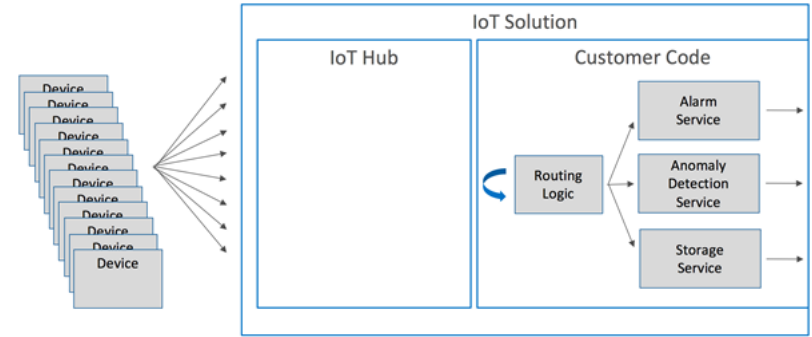 IoT Solution
IoT Hub
Customer Code
Device
Device
Device
Device
Device
Device
Device
Device
Device
Device
Device
Device
Routing
Logic
Alarm
Service
Anomaly
Detection
Service
Storage
Service